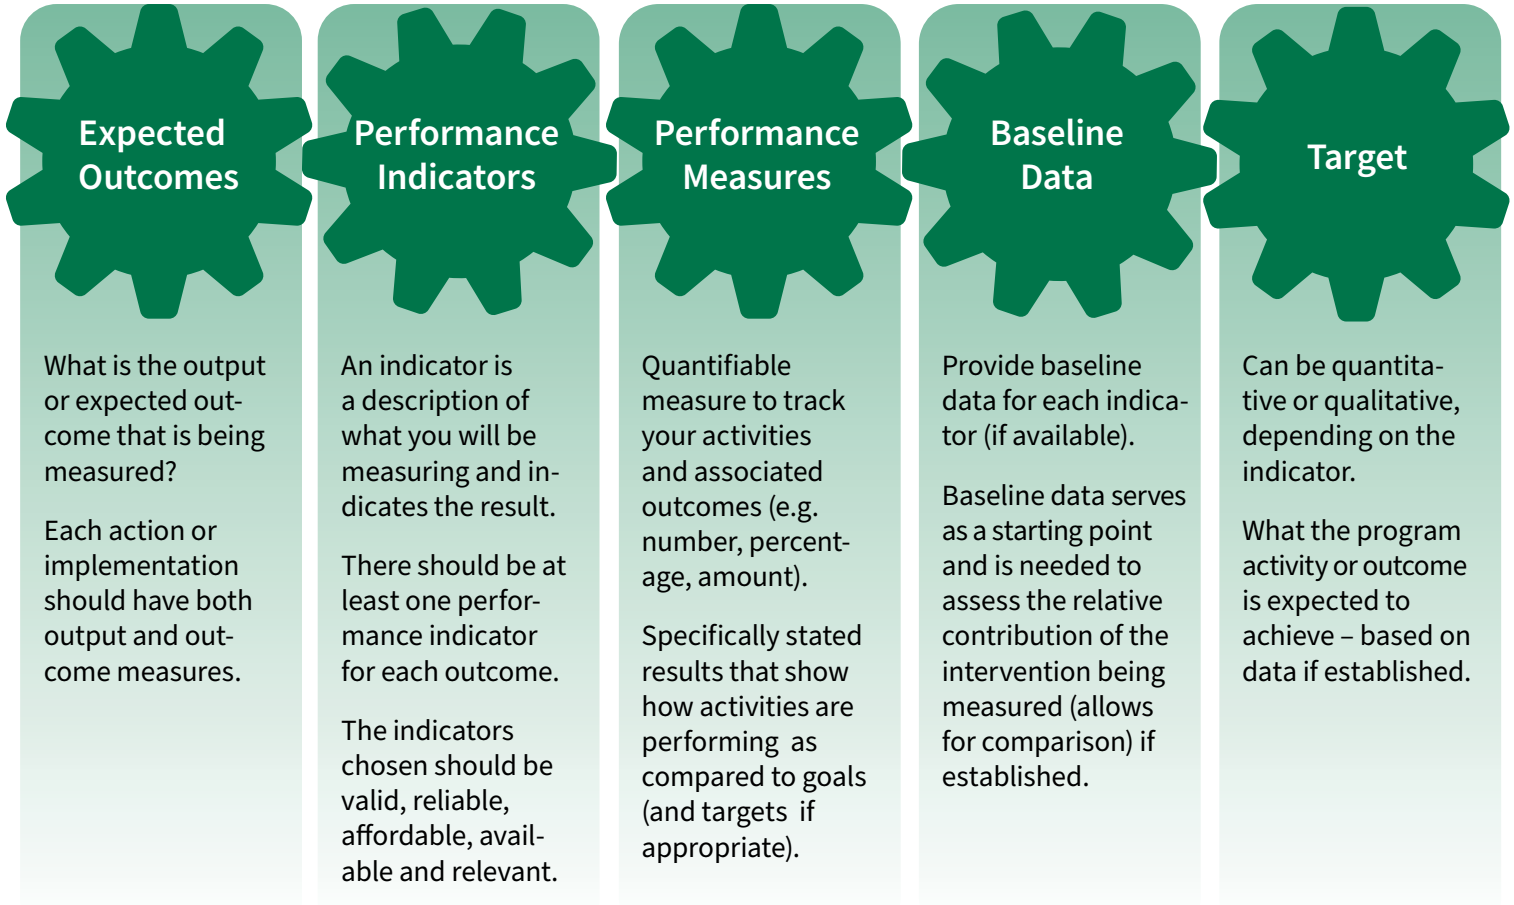 Expected
Outcomes
What is the output
or expected out-
come that is being
measured?
Each action or
implementation
should have both
output and out-
come measures.
Performance
Indicators
An indicator is
a description of
what you will be
measuring and in-
dicates the result.
There should be at
least one perfor-
mance indicator
for each outcome.
The indicators
chosen should be
valid, reliable,
affordable, avail-
able and relevant.
Performance
Measures
Quantifiable
measure to track
your activities
and associated
outcomes (e.g.
number, percent-
age, amount).
Specifically stated
results that show
how activities are
performing as
compared to goals
(and targets if
appropriate).
Baseline
Data
Provide baseline
data for each indica-
tor (if available).
Baseline data serves
as a starting point
and is needed to
assess the relative
contribution of the
intervention being
measured (allows
for comparison) if
established.
Target
Can be quantita-
tive or qualitative,
depending on the
indicator.
What the program
activity or outcome
is expected to
achieve – based on
data if established.